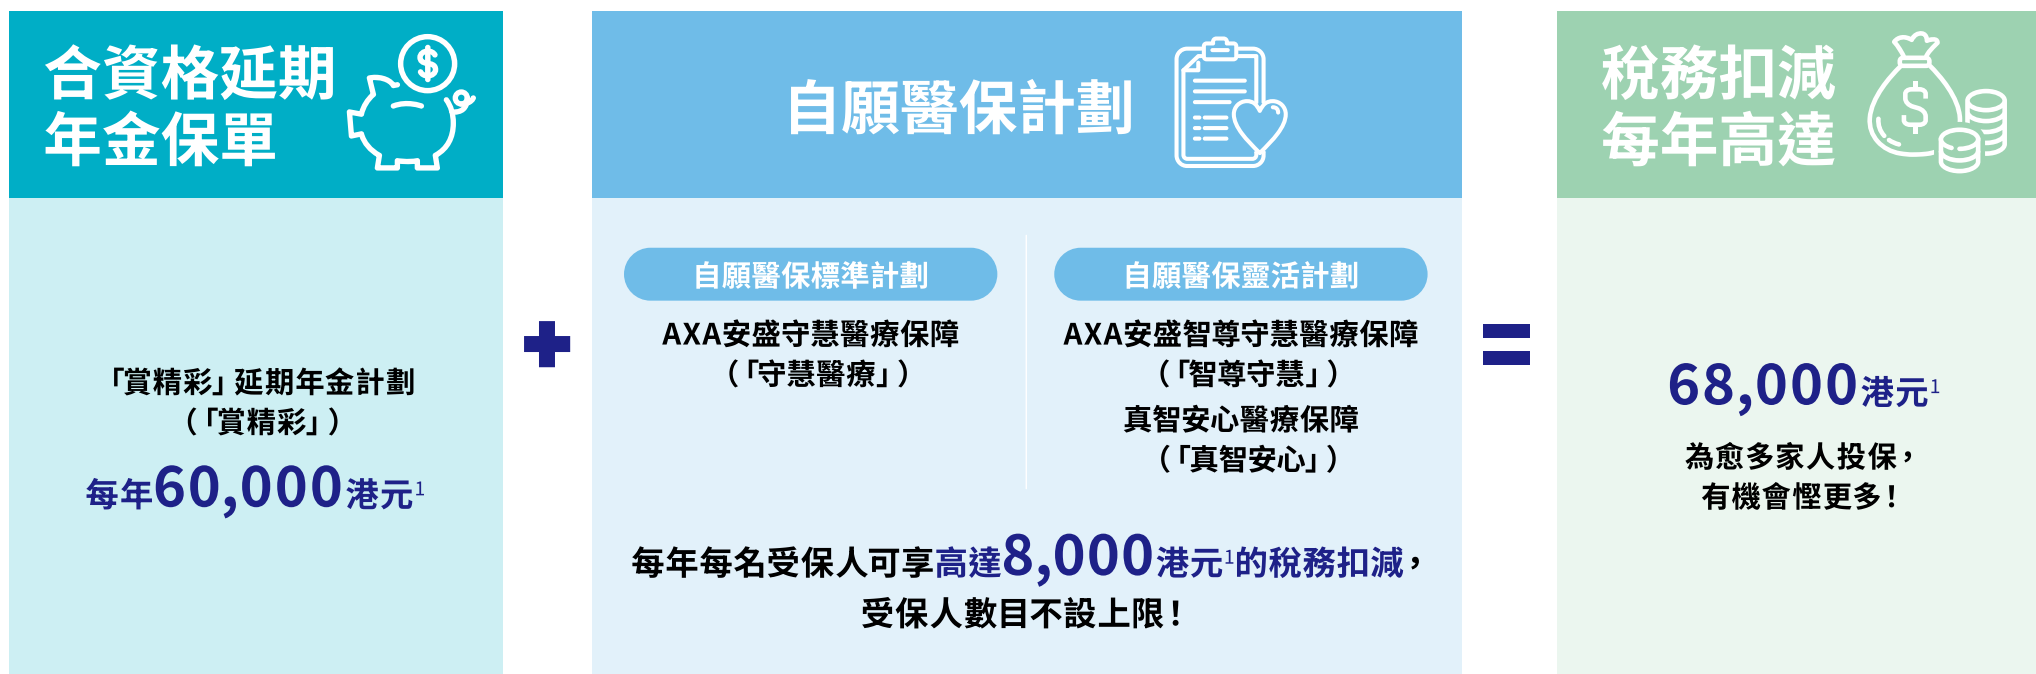 合資格延期
年金保單
「賞精彩」延期年金計劃
（「賞精彩」）
每年60,000港元1
自願醫保計劃
自願醫保標準計劃
AXA安盛守慧醫療保障
（「守慧醫療」）
自願醫保靈活計劃
AXA安盛智尊守慧醫療保障
（「智尊守慧」）
真智安心醫療保障
（「真智安心」）
每年每名受保人可享高達8,000港元1的稅務扣減，
受保人數目不設上限！
稅務扣減
每年高達
68,000港元1
為愈多家人投保，
有機會慳更多！